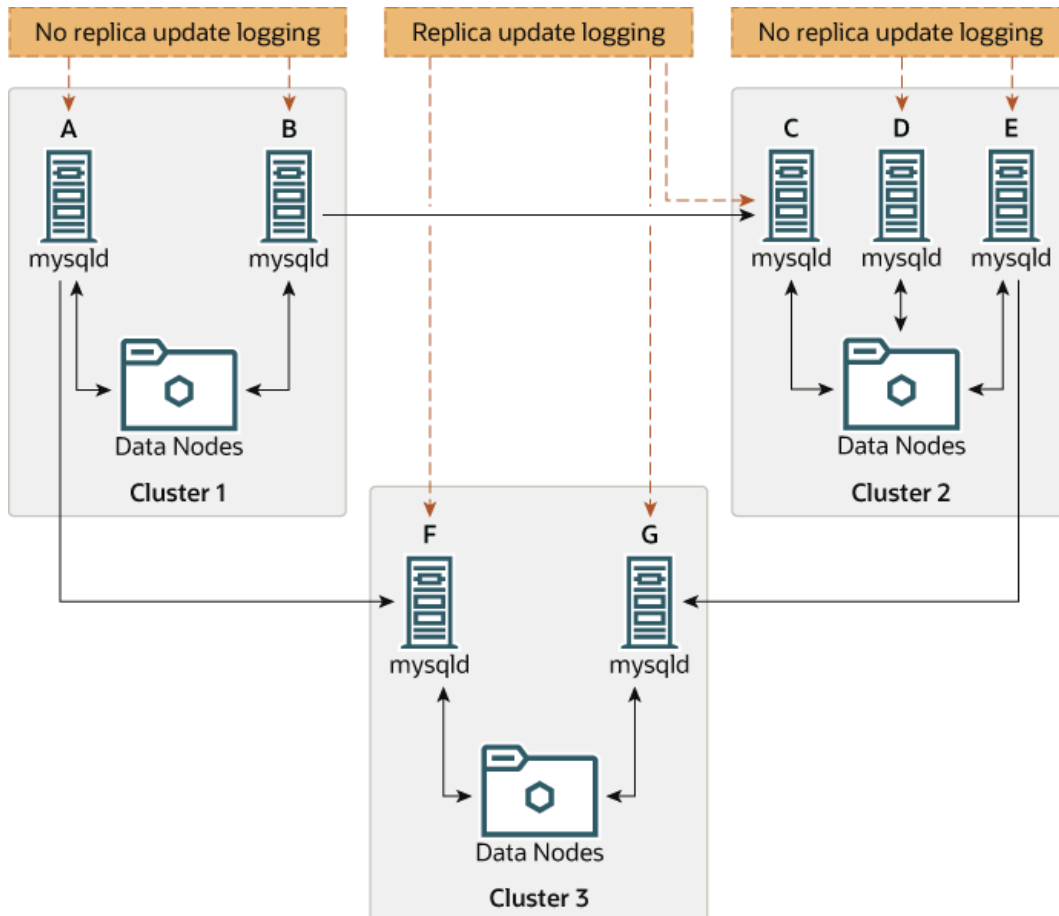 No replica update logging
Replica update logging
No replica update logging
A
B
C
D
E
mysqld
mysqld
mysqld
mysqld
mysqld
Data Nodes
Data Nodes
Cluster 1
Cluster 2
F
G
mysqld
mysqld
Data Nodes
Cluster 3